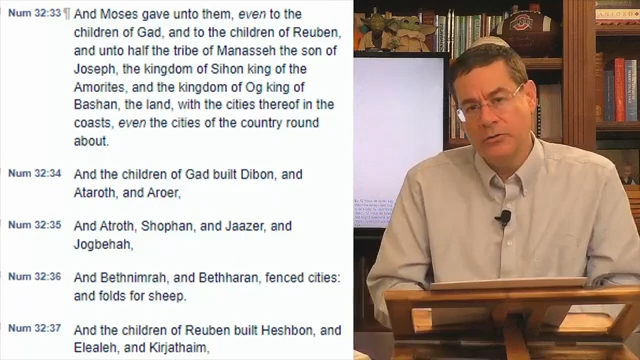 Num 32:33 ¶ And Moses gave unto them, even to the
children of Gad, and to the children of Reuben,
and unto half the tribe of Manasseh the son of
Joseph, the kingdom of Sihon king of the
Amorites, and the kingdom of Og king of
Bashan, the land, with the cities thereof in the
coasts, even the cities of the country round
about.
Num 32:34 And the children of Gad built Dibon, and
Ataroth, and Aroer,
Num 32:35 And Atroth, Shophan, and Jaazer, and
Jogbehah,
Num 32:36 And Bethnimrah, and Bethharan, fenced cities:
and folds for sheep.
Num 32:37 And the children of Reuben built Heshbon, and
Elealeh, and Kirjathaim,